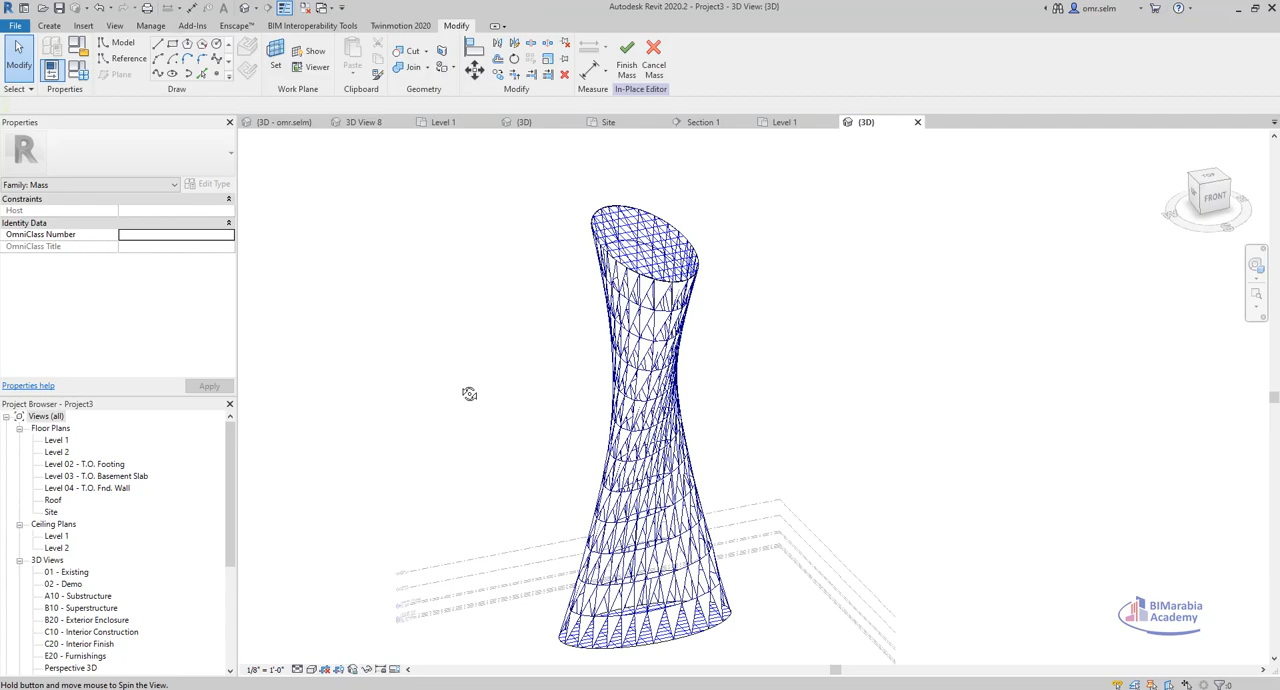 Autodesk Revit 2020.2 - Project3 - 3D View: {3D}
omr.selm
File Create Insert View Manage Add-Ins Enscape™ BIM Interoperability Tools Twinmotion 2020 Modify
Modify
Model
Reference
Plane
Set
Show
Viewer
Paste
Cut
Join
Finish Mass
Cancel Mass
Select Properties Draw Work Plane Clipboard Geometry Modify Measure In-Place Editor
Properties
{3D - omr.selm} 3D View 8 Level 1 {3D} Site Section 1 Level 1 {3D}
Family: Mass
Edit Type
Constraints
Host
Identity Data
OmniClass Number
OmniClass Title
Properties help
Apply
TOP
FRONT
Project Browser - Project3
Views (all)
Floor Plans
Level 1
Level 2
Level 02 - T.O. Footing
Level 03 - T.O. Basement Slab
Level 04 - T.O. Fnd. Wall
Roof
Site
Ceiling Plans
Level 1
Level 2
3D Views
01 - Existing
02 - Demo
A10 - Substructure
B10 - Superstructure
B20 - Exterior Enclosure
C10 - Interior Construction
C20 - Interior Finish
E20 - Furnishings
Perspective 3D
BIMarabia
Academy
1/8" = 1'-0"
Hold button and move mouse to Spin the View.
:0